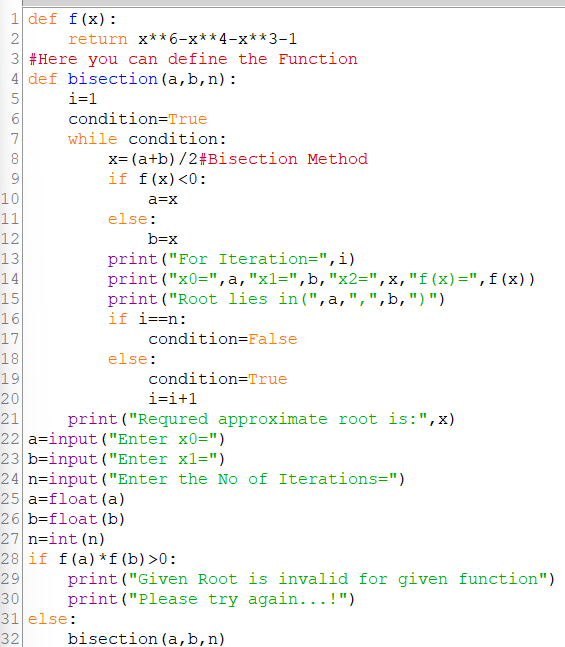 1 def f(x):
2     return x**6-x**4-x**3-1
3 #Here you can define the Function
4 def bisection(a,b,n):
5     i=1
6     condition=True
7     while condition:
8         x=(a+b)/2#Bisection Method
9         if f(x)<0:
10             a=x
11         else:
12             b=x
13         print("For Iteration=",i)
14         print("x0=",a,"x1=",b,"x2=",x,"f(x)=",f(x))
15         print("Root lies in(",a,",",b,")")
16         if i==n:
17             condition=False
18         else:
19             condition=True
20             i=i+1
21     print("Requred approximate root is:",x)
22 a=input("Enter x0=")
23 b=input("Enter x1=")
24 n=input("Enter the No of Iterations=")
25 a=float(a)
26 b=float(b)
27 n=int(n)
28 if f(a)*f(b)>0:
29     print("Given Root is invalid for given function")
30     print("Please try again...!")
31 else:
32     bisection(a,b,n)